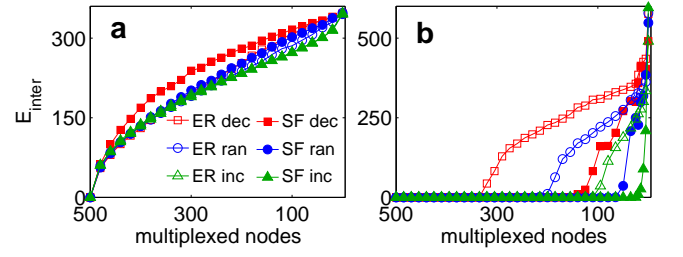 a
b
E_inter
360
150
0
500
300
100
multiplexed nodes
ER dec
SF dec
ER ran
SF ran
ER inc
SF inc
500
250
0
500
300
100
multiplexed nodes